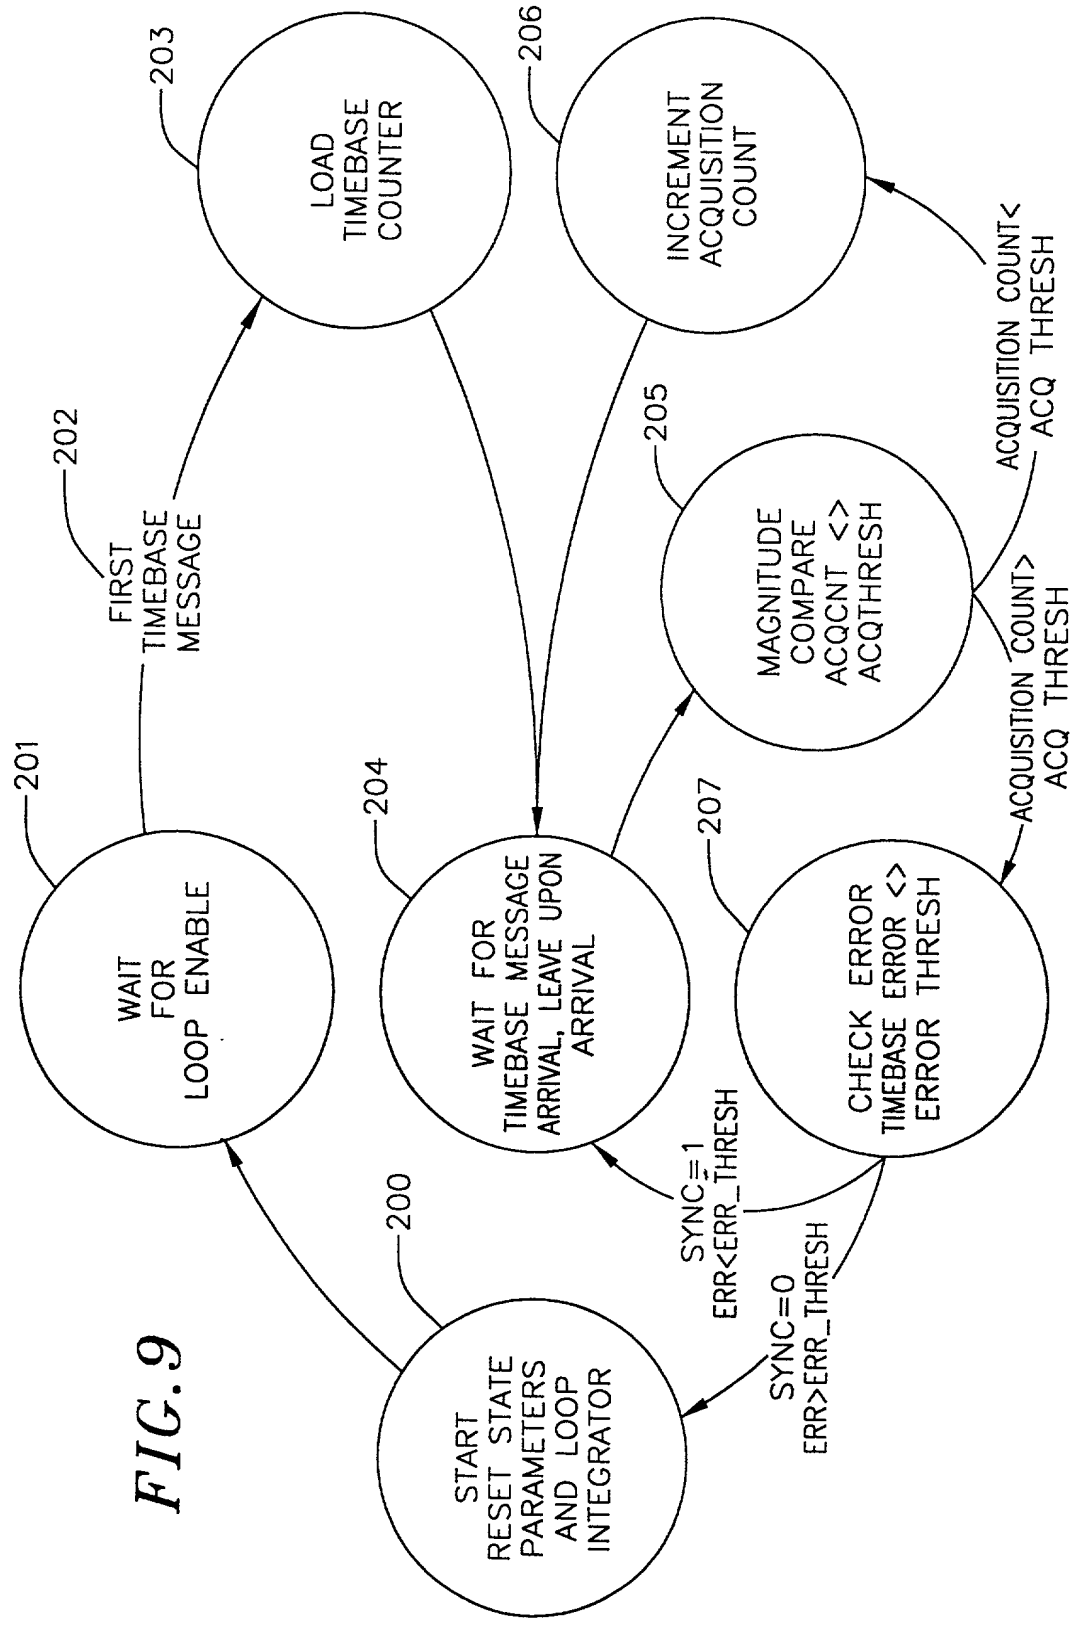 FIG.9
200
START
RESET STATE
PARAMETERS
AND LOOP
INTEGRATOR
201
WAIT
FOR
LOOP ENABLE
202
FIRST
TIMEBASE
MESSAGE
203
LOAD
TIMEBASE
COUNTER
204
WAIT FOR
TIMEBASE MESSAGE
ARRIVAL, LEAVE UPON
ARRIVAL
205
MAGNITUDE
COMPARE
ACQCNT <>
ACQTHRESH
206
INCREMENT
ACQUISITION
COUNT
ACQUISITION COUNT<
ACQ THRESH
ACQUISITION COUNT>
ACQ THRESH
207
CHECK ERROR
TIMEBASE ERROR <>
ERROR THRESH
SYNC=1
ERR<ERR_THRESH
SYNC=0
ERR>ERR_THRESH